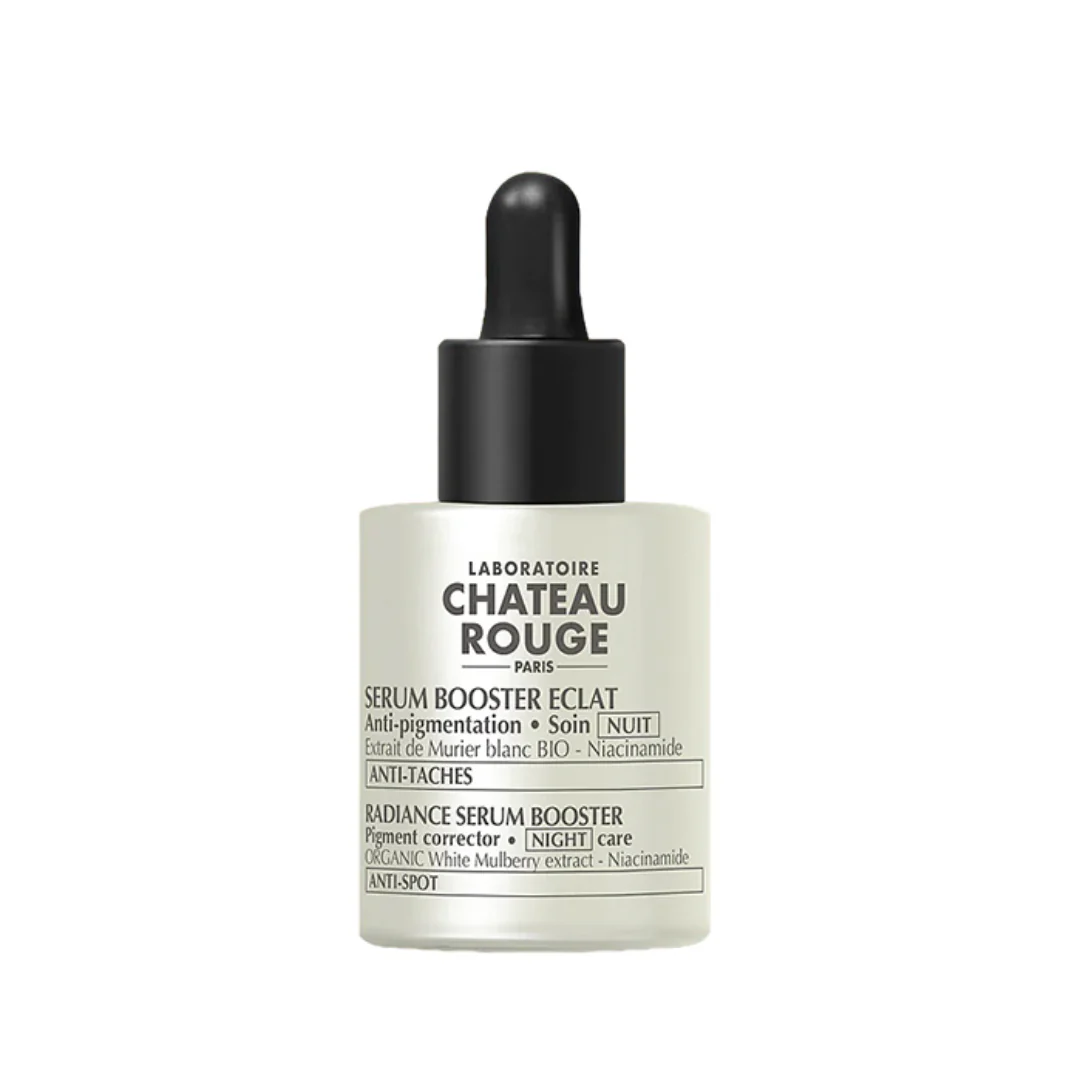 LABORATOIRE
CHATEAU
ROUGE
PARIS
SERUM BOOSTER ECLAT
Anti-pigmentation • Soin NUIT
Extrait de Murier blanc BIO - Niacinamide
ANTI-TACHES
RADIANCE SERUM BOOSTER
Pigment corrector • NIGHT care
ORGANIC White Mulberry extract - Niacinamide
ANTI-SPOT